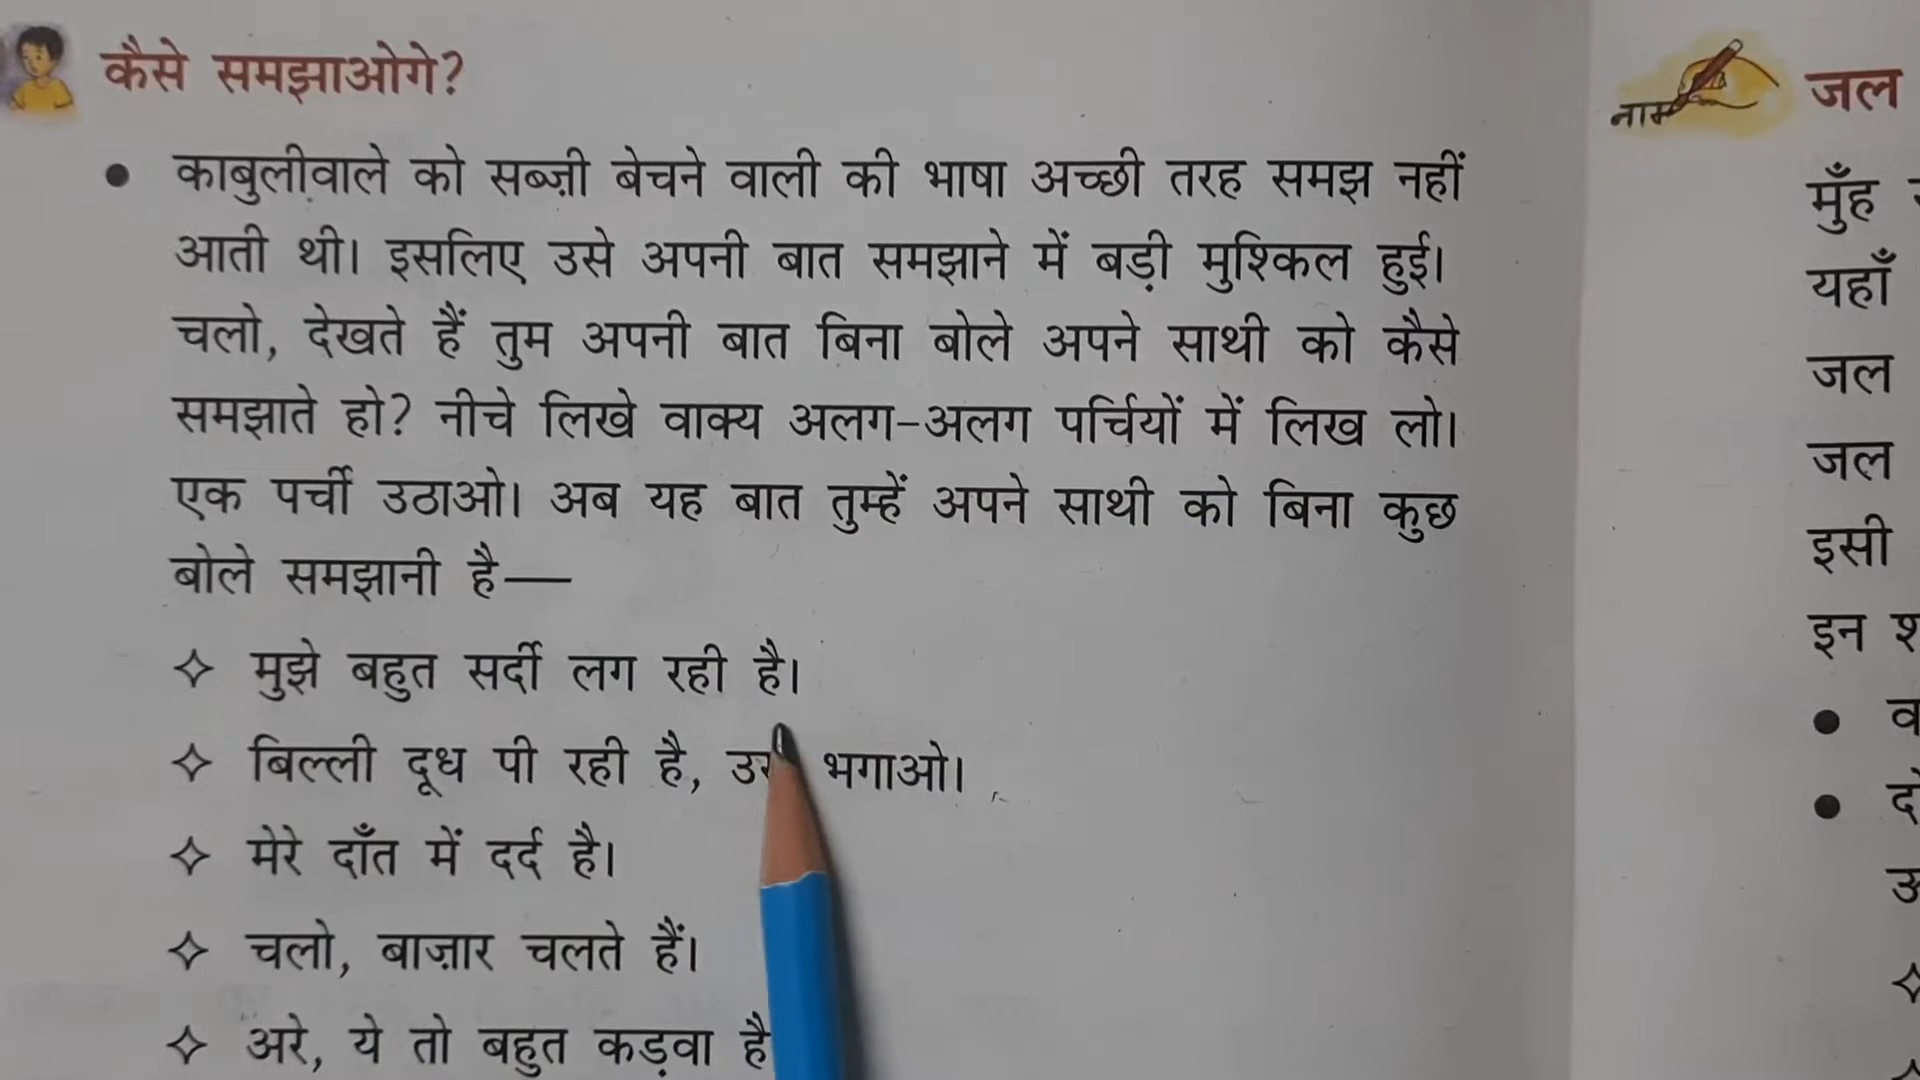 कैसे समझाओगे?
• काबुलीवाले को सब्ज़ी बेचने वाली की भाषा अच्छी तरह समझ नहीं
आती थी। इसलिए उसे अपनी बात समझाने में बड़ी मुश्किल हुई।
चलो, देखते हैं तुम अपनी बात बिना बोले अपने साथी को कैसे
समझाते हो? नीचे लिखे वाक्य अलग-अलग पर्चियों में लिख लो।
एक पर्ची उठाओ। अब यह बात तुम्हें अपने साथी को बिना कुछ
बोले समझानी है—
✧ मुझे बहुत सर्दी लग रही है।
✧ बिल्ली दूध पी रही है, भगाओ।
✧ मेरे दाँत में दर्द है।
✧ चलो, बाज़ार चलते हैं।
✧ अरे, ये तो बहुत कड़वा है
नाम
जल
मुँह
यहाँ
जल
जल
इसी
इन